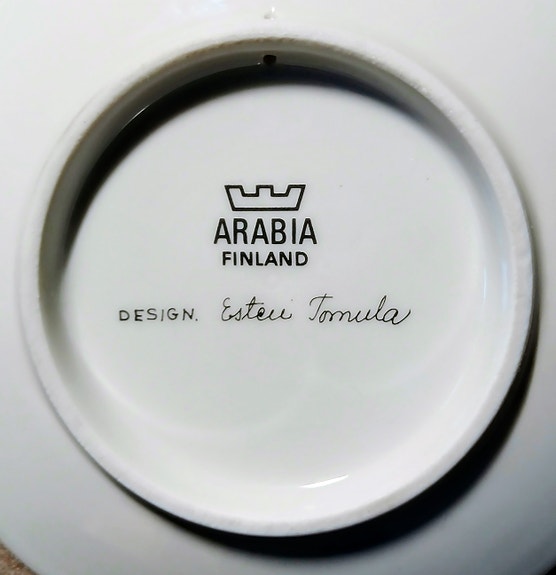 ARABIA
FINLAND
DESIGN. Esteri Tomula